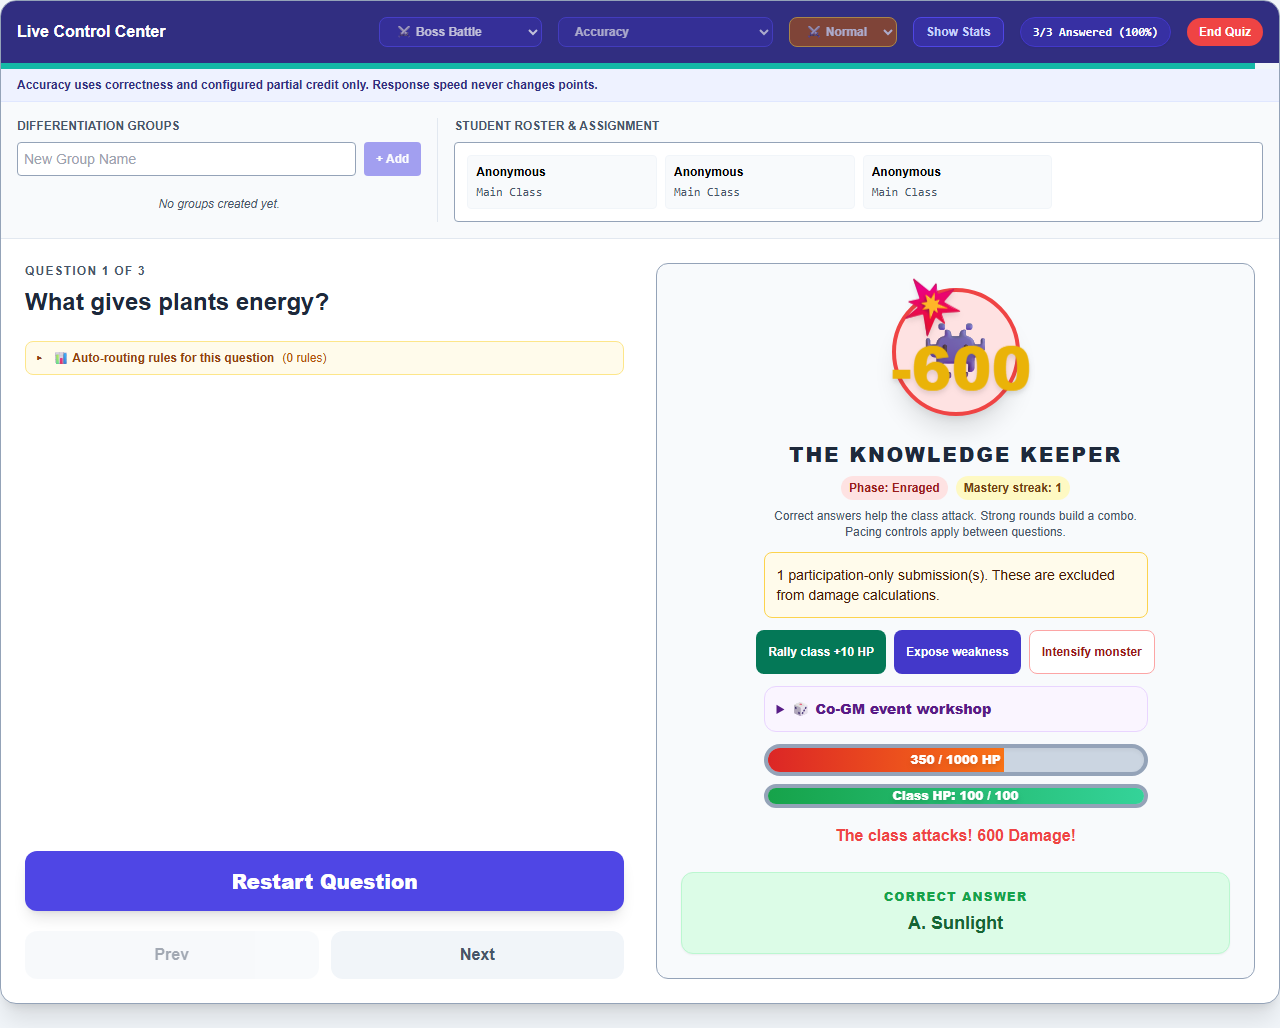 Live Control Center
Boss Battle
Accuracy
Normal
Show Stats
3/3 Answered (100%)
End Quiz
Accuracy uses correctness and configured partial credit only. Response speed never changes points.
DIFFERENTIATION GROUPS
New Group Name
+ Add
No groups created yet.
STUDENT ROSTER & ASSIGNMENT
Anonymous
Main Class
Anonymous
Main Class
Anonymous
Main Class
QUESTION 1 OF 3
What gives plants energy?
Auto-routing rules for this question (0 rules)
Restart Question
Prev
Next
-600
THE KNOWLEDGE KEEPER
Phase: Enraged
Mastery streak: 1
Correct answers help the class attack. Strong rounds build a combo.
Pacing controls apply between questions.
1 participation-only submission(s). These are excluded
from damage calculations.
Rally class +10 HP
Expose weakness
Intensify monster
Co-GM event workshop
350 / 1000 HP
Class HP: 100 / 100
The class attacks! 600 Damage!
CORRECT ANSWER
A. Sunlight